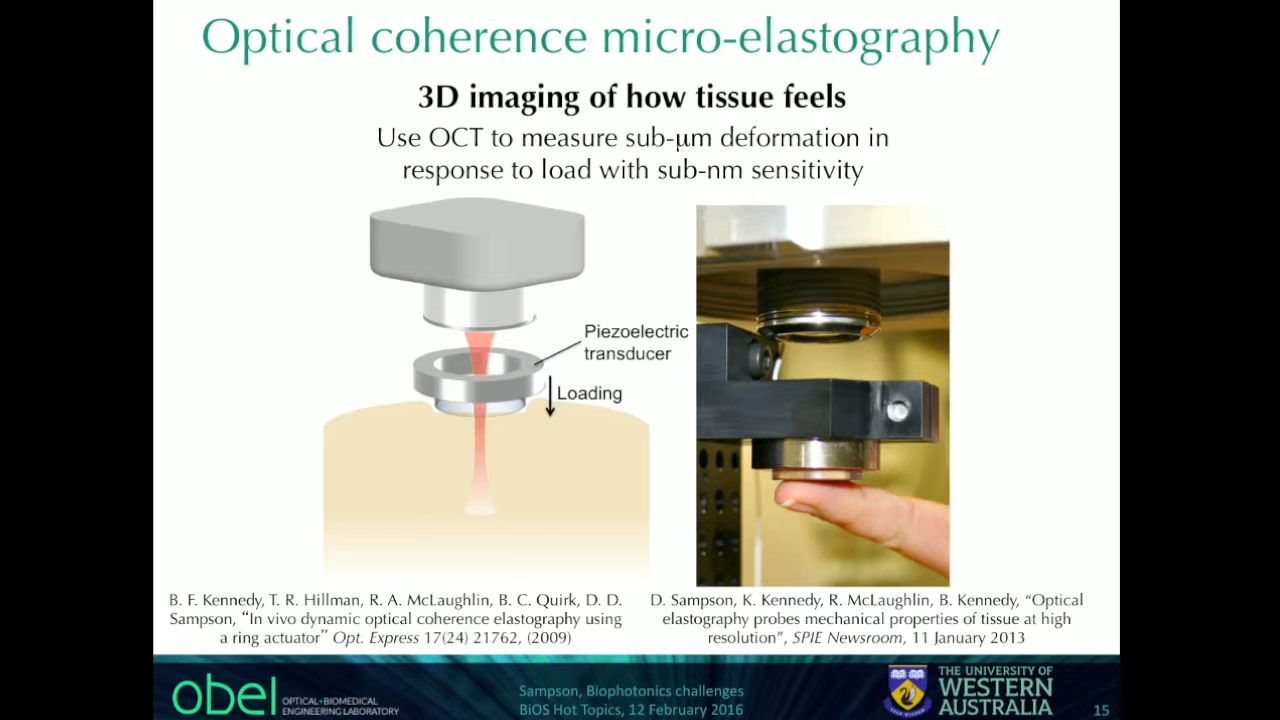 Optical coherence micro-elastography
3D imaging of how tissue feels
Use OCT to measure sub-μm deformation in
response to load with sub-nm sensitivity
Piezoelectric
transducer
Loading
B. F. Kennedy, T. R. Hillman, R. A. McLaughlin, B. C. Quirk, D. D.
Sampson, “In vivo dynamic optical coherence elastography using
a ring actuator” Opt. Express 17(24) 21762, (2009)
D. Sampson, K. Kennedy, R. McLaughlin, B. Kennedy, “Optical
elastography probes mechanical properties of tissue at high
resolution”, SPIE Newsroom, 11 January 2013
obel
OPTICAL+BIOMEDICAL
ENGINEERING LABORATORY
Sampson, Biophotonics challenges
BiOS Hot Topics, 12 February 2016
THE UNIVERSITY OF
WESTERN
AUSTRALIA
15